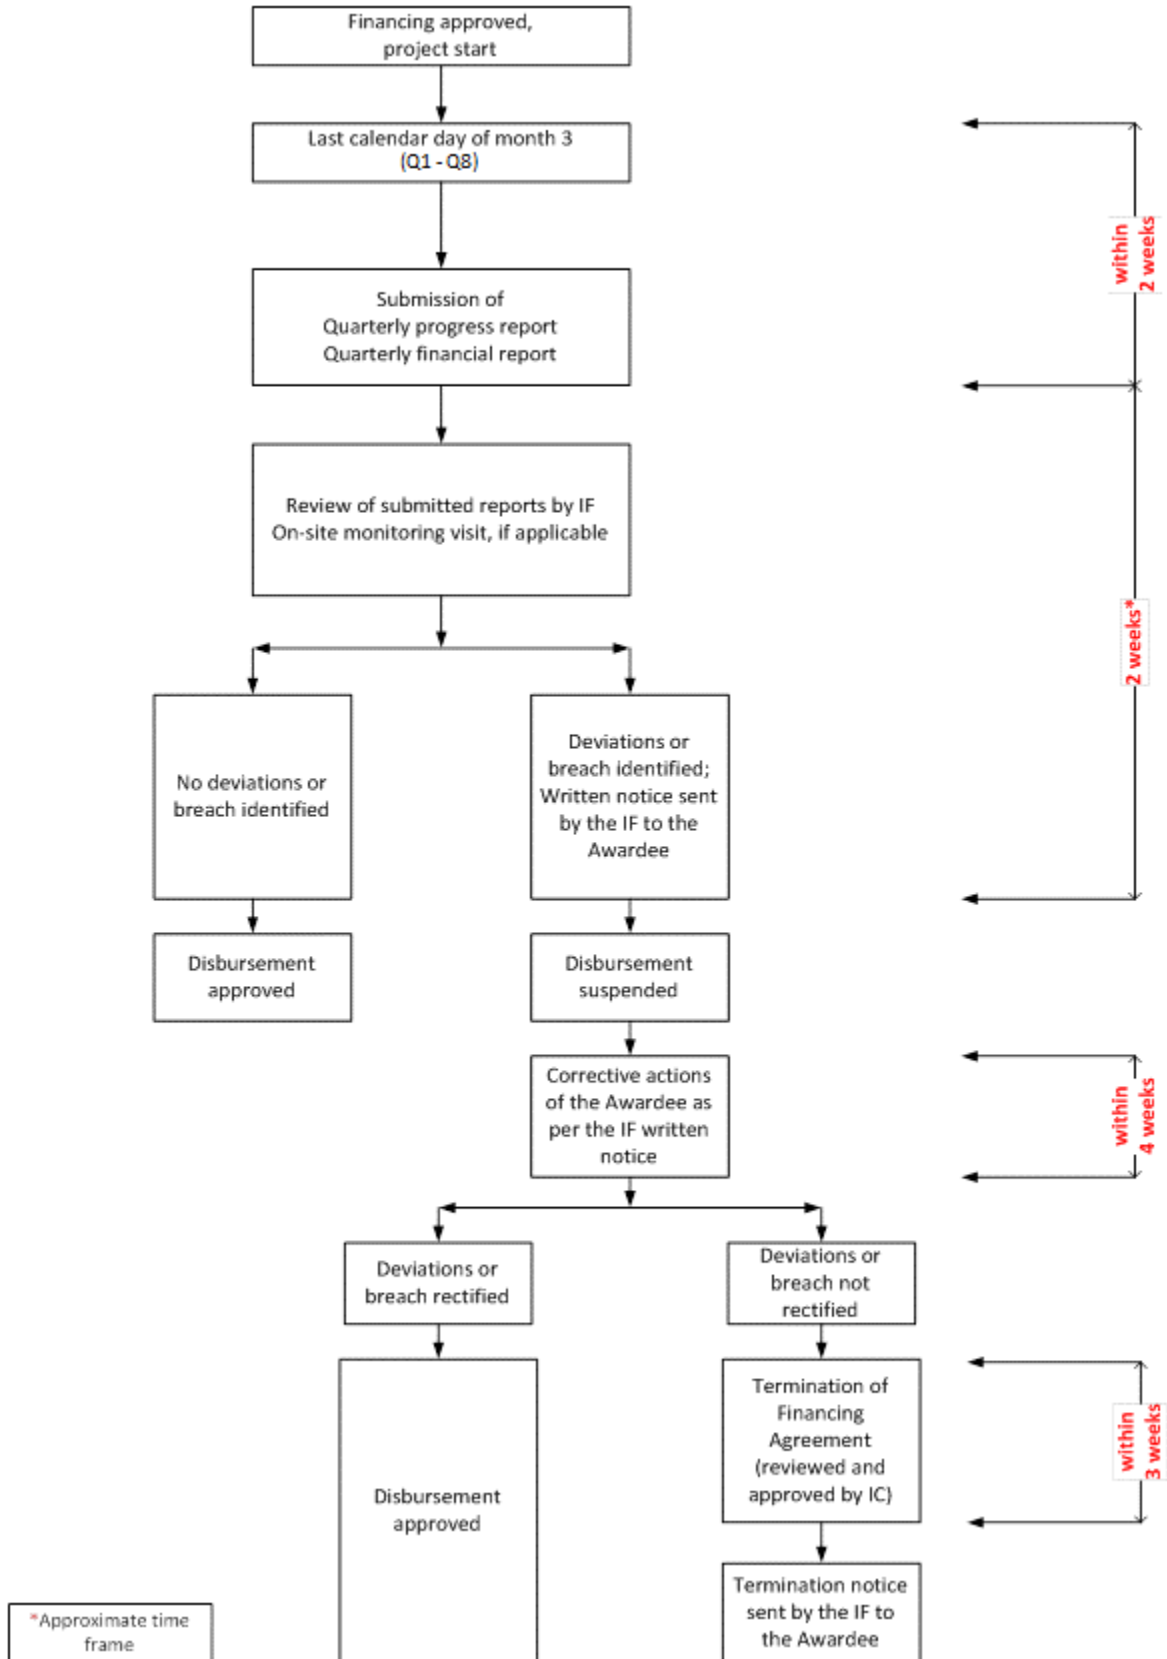 Financing approved,
project start
Last calendar day of month 3
(Q1 - Q8)
within
2 weeks
Submission of
Quarterly progress report
Quarterly financial report
Review of submitted reports by IF
On-site monitoring visit, if applicable
2 weeks*
No deviations or
breach identified
Deviations or
breach identified;
Written notice sent
by the IF to the
Awardee
Disbursement
approved
Disbursement
suspended
Corrective actions
of the Awardee as
per the IF written
notice
within
4 weeks
Deviations or
breach rectified
Deviations or
breach not
rectified
Disbursement
approved
Termination of
Financing
Agreement
(reviewed and
approved by IC)
within
3 weeks
Termination notice
sent by the IF to
the Awardee
*Approximate time
frame